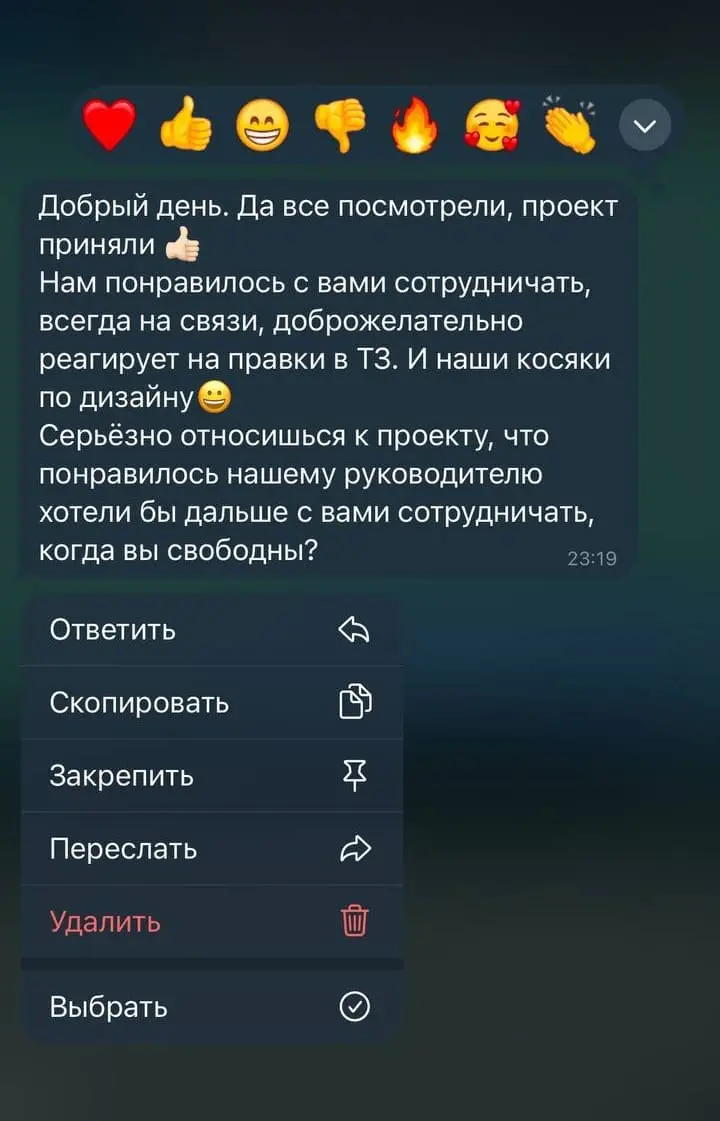 Добрый день. Да все посмотрели, проект
приняли 👍🏻
Нам понравилось с вами сотрудничать,
всегда на связи, доброжелательно
реагирует на правки в ТЗ. И наши косяки
по дизайну😀
Серьёзно относишься к проекту, что
понравилось нашему руководителю
хотели бы дальше с вами сотрудничать,
когда вы свободны?
23:19
Ответить
Скопировать
Закрепить
Переслать
Удалить
Выбрать